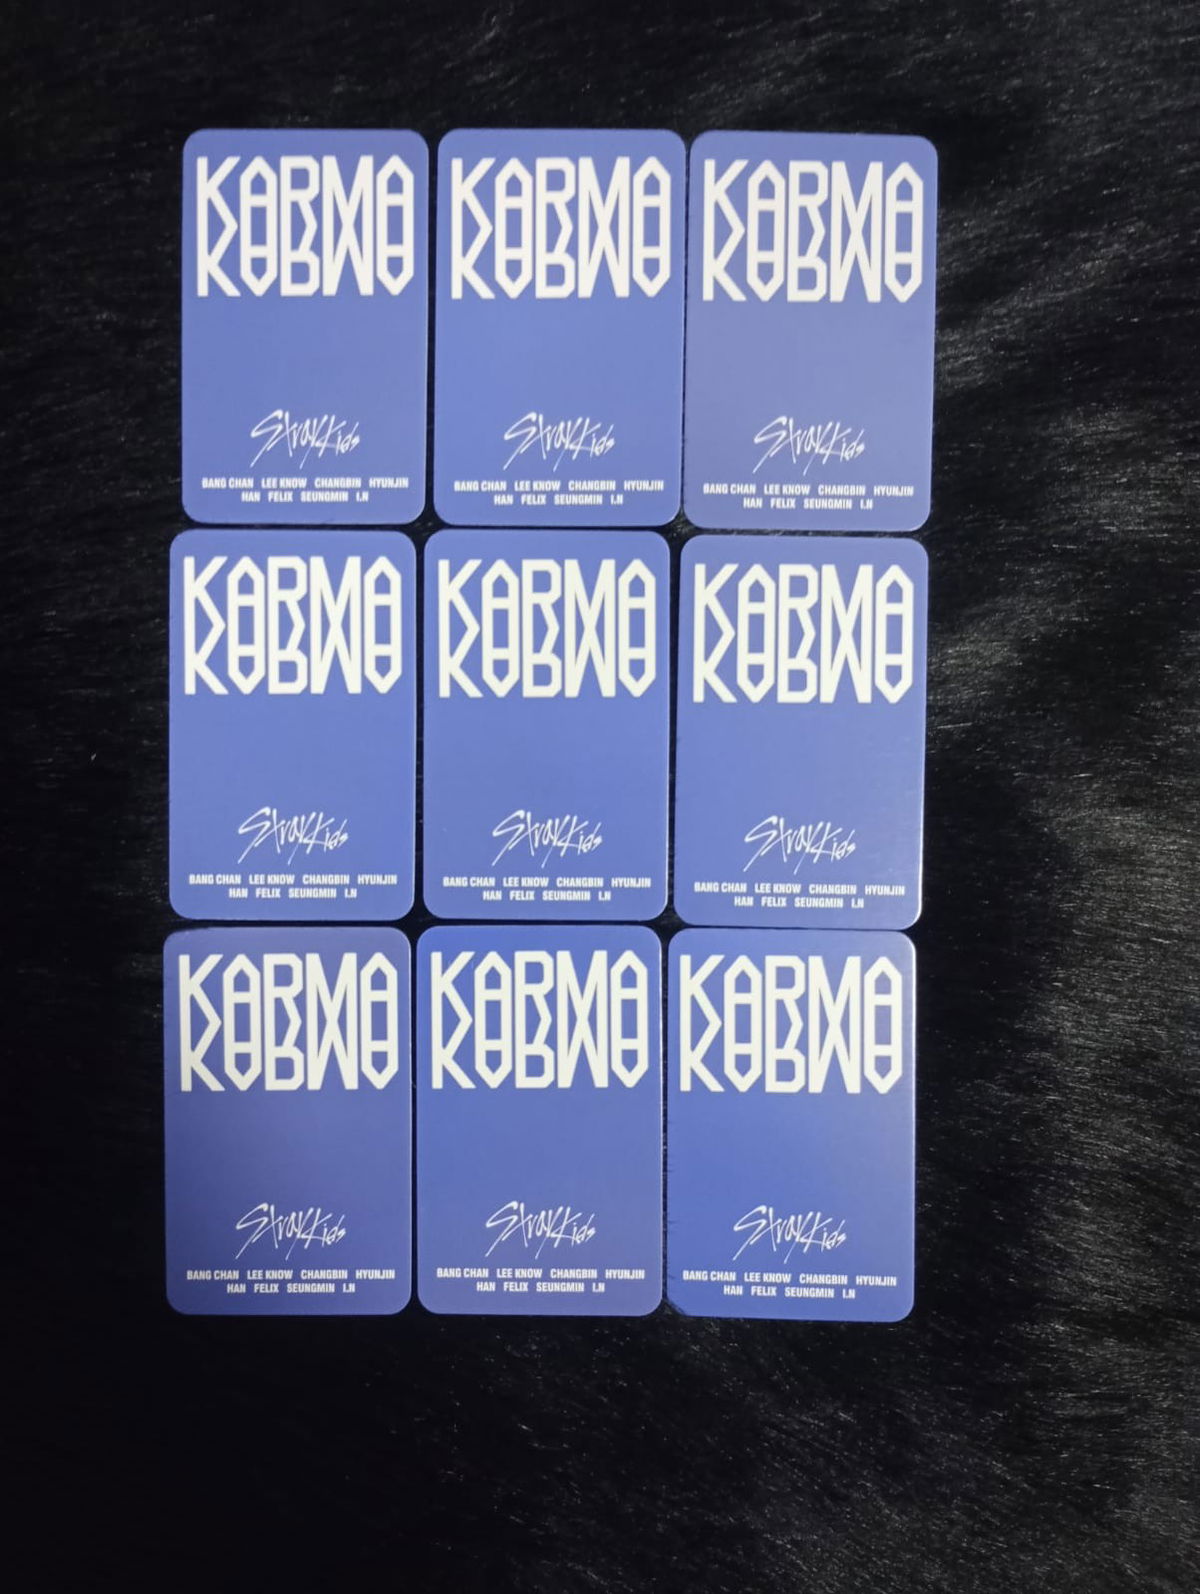 KARMA
Stray Kids
BANG CHAN LEE KNOW CHANGBIN HYUNJIN
HAN FELIX SEUNGMIN I.N
KARMA
Stray Kids
BANG CHAN LEE KNOW CHANGBIN HYUNJIN
HAN FELIX SEUNGMIN I.N
KARMA
Stray Kids
BANG CHAN LEE KNOW CHANGBIN HYUNJIN
HAN FELIX SEUNGMIN I.N
KARMA
Stray Kids
BANG CHAN LEE KNOW CHANGBIN HYUNJIN
HAN FELIX SEUNGMIN I.N
KARMA
Stray Kids
BANG CHAN LEE KNOW CHANGBIN HYUNJIN
HAN FELIX SEUNGMIN I.N
KARMA
Stray Kids
BANG CHAN LEE KNOW CHANGBIN HYUNJIN
HAN FELIX SEUNGMIN I.N
KARMA
Stray Kids
BANG CHAN LEE KNOW CHANGBIN HYUNJIN
HAN FELIX SEUNGMIN I.N
KARMA
Stray Kids
BANG CHAN LEE KNOW CHANGBIN HYUNJIN
HAN FELIX SEUNGMIN I.N
KARMA
Stray Kids
BANG CHAN LEE KNOW CHANGBIN HYUNJIN
HAN FELIX SEUNGMIN I.N